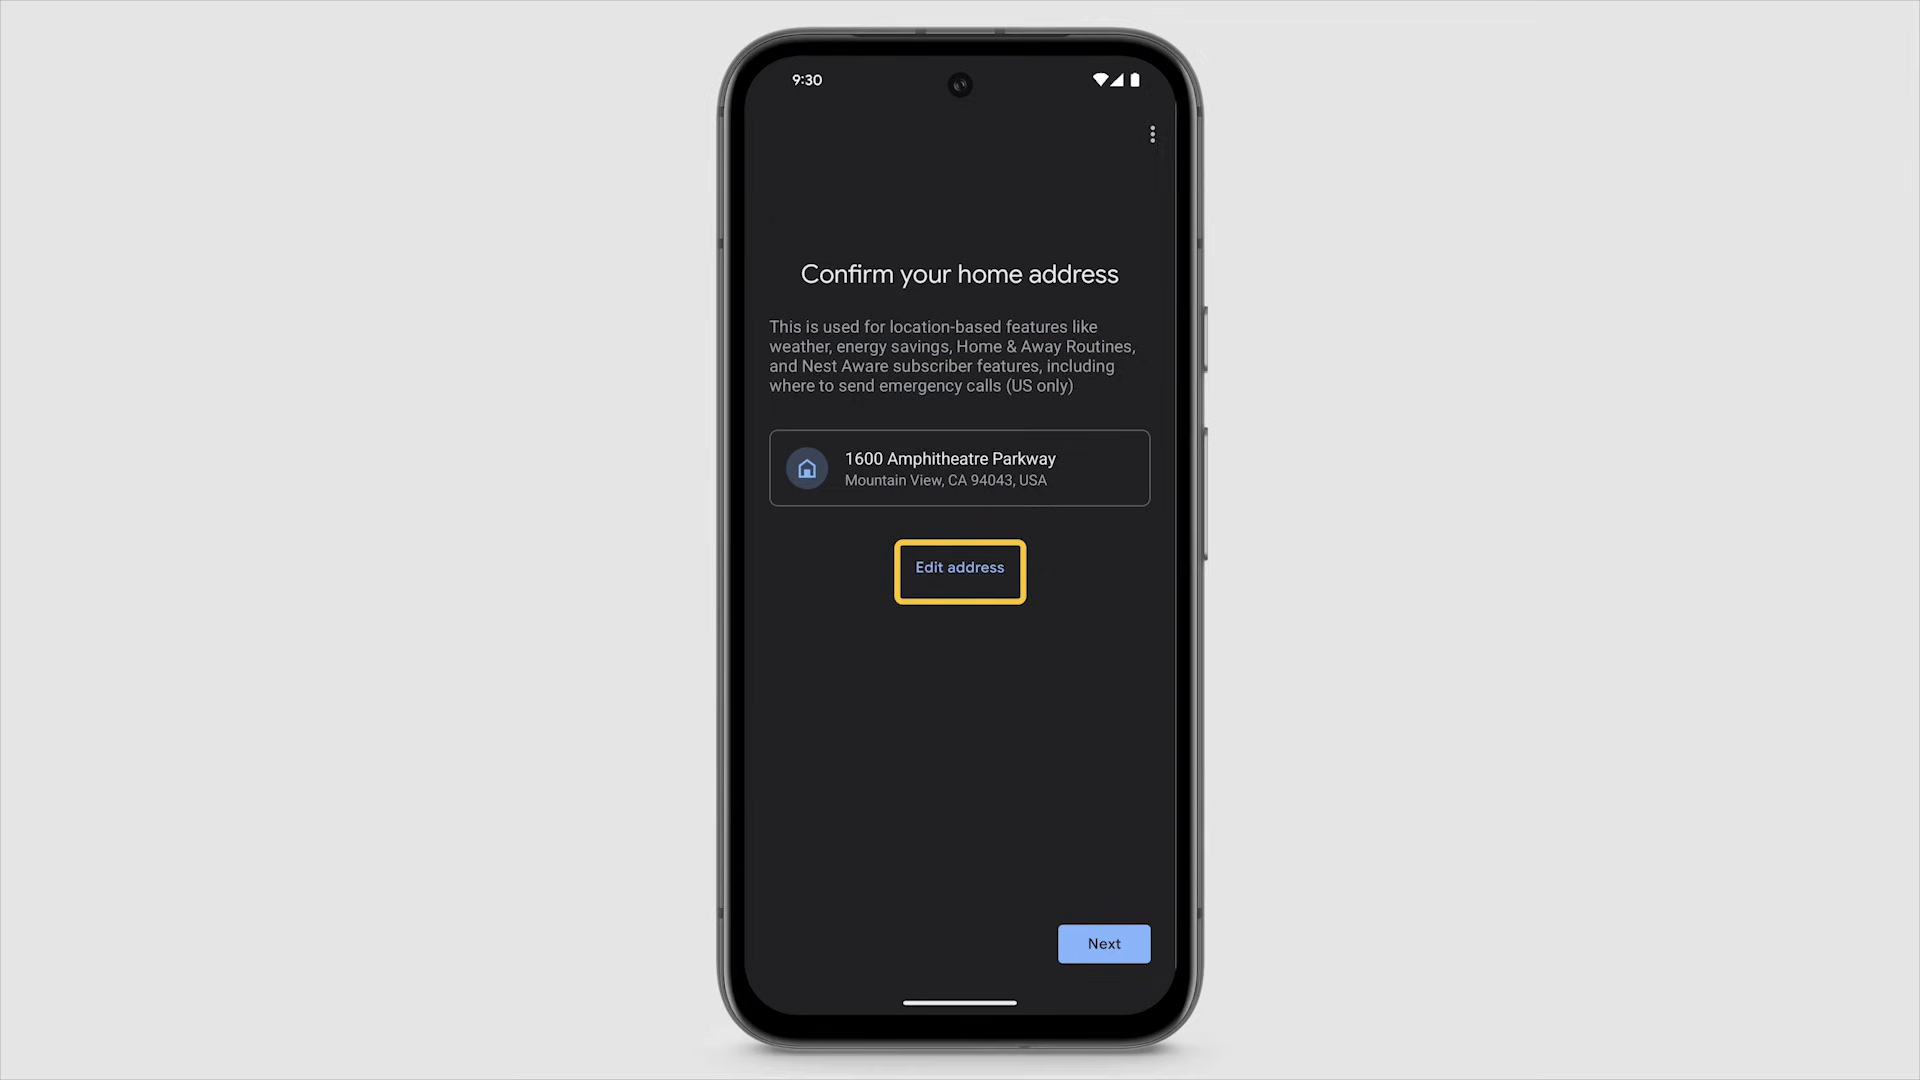 9:30
Confirm your home address
This is used for location-based features like
weather, energy savings, Home & Away Routines,
and Nest Aware subscriber features, including
where to send emergency calls (US only)
1600 Amphitheatre Parkway
Mountain View, CA 94043, USA
Edit address
Next